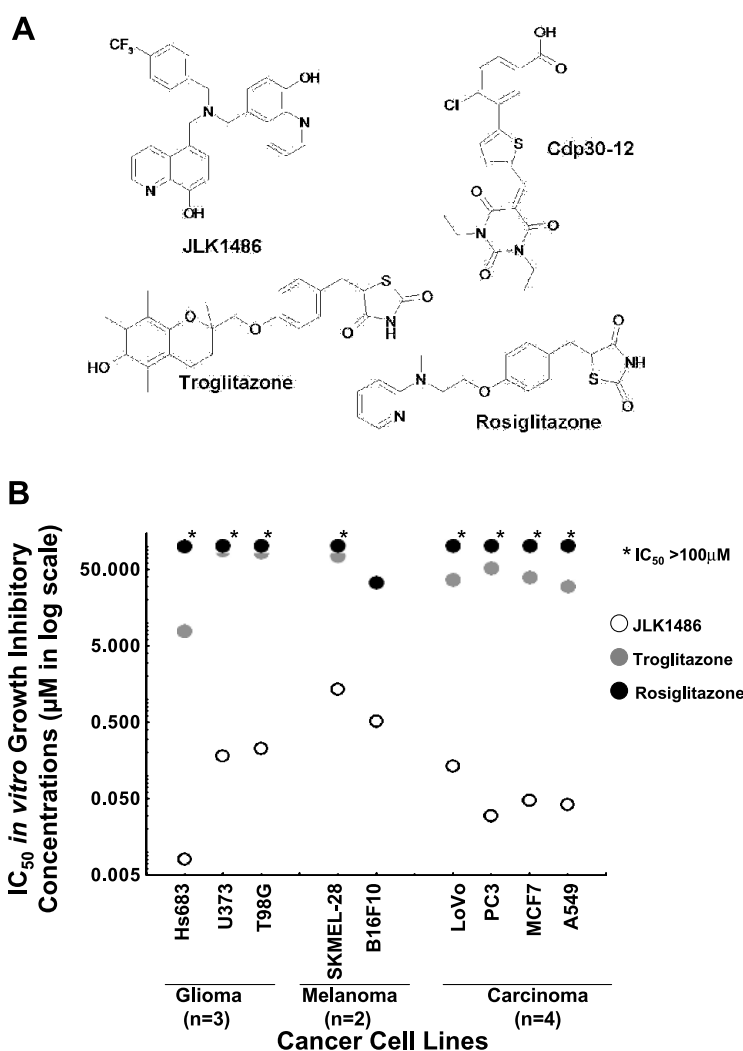 A
CF₃
OH
N
N
N
OH
JLK1486
OH
O
Cl
S
Cdp30-12
O
O
N
N
O
O
HO
O
O
S
O
O
NH
Troglitazone
N
N
O
O
NH
S
O
Rosiglitazone
B
IC₅₀ in vitro Growth Inhibitory
Concentrations (µM in log scale)
50.000
5.000
0.500
0.050
0.005
* * * * * * * *
* IC₅₀ >100µM
JLK1486
Troglitazone
Rosiglitazone
Hs683
U373
T98G
SKMEL-28
B16F10
LoVo
PC3
MCF7
A549
Glioma
(n=3)
Melanoma
(n=2)
Carcinoma
(n=4)
Cancer Cell Lines